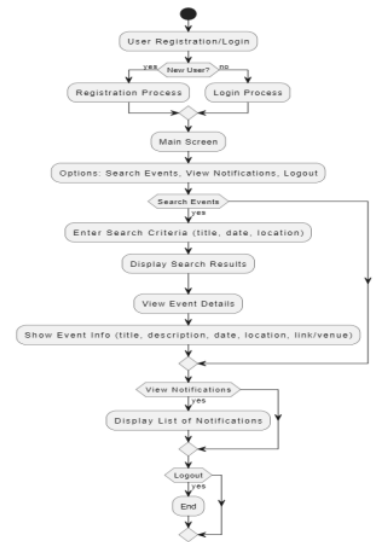 User Registration/Login
yes New User? no
Registration Process Login Process
Main Screen
Options: Search Events, View Notifications, Logout
Search Events
yes
Enter Search Criteria (title, date, location)
Display Search Results
View Event Details
Show Event Info (title, description, date, location, link/venue)
View Notifications
yes
Display List of Notifications
Logout
yes
End